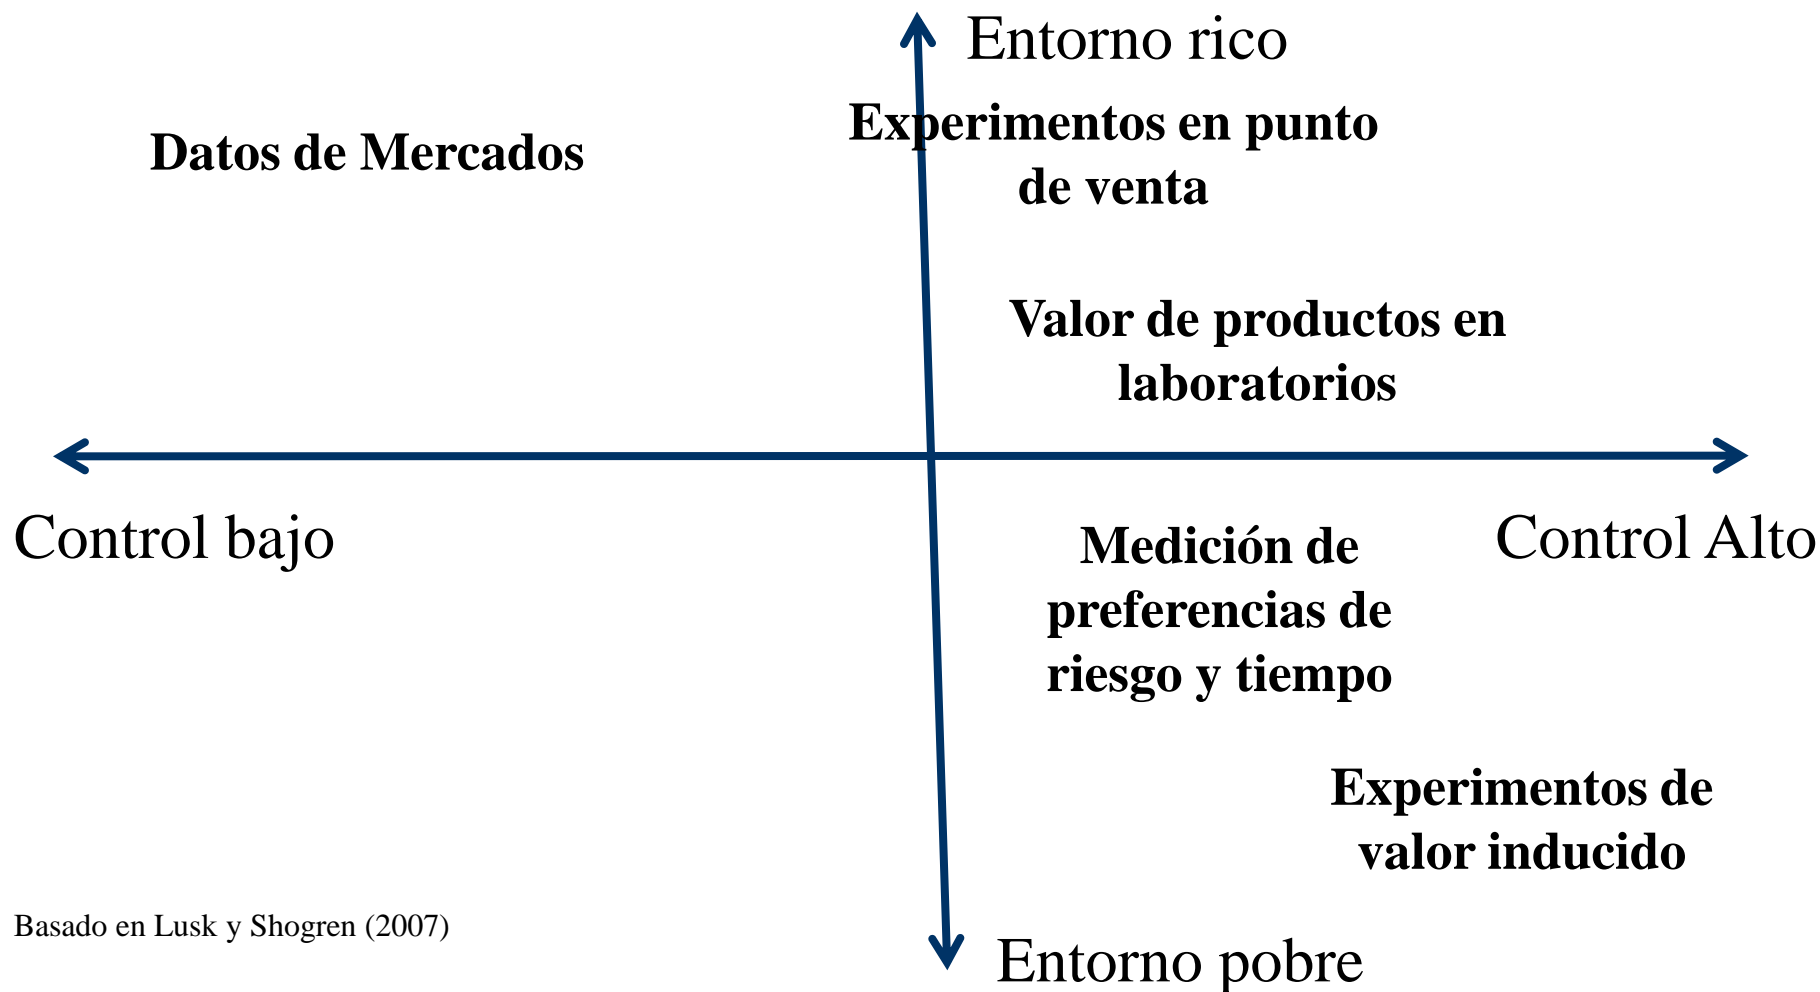 Entorno rico
Experimentos en punto
de venta
Datos de Mercados
Valor de productos en
laboratorios
Control bajo
Control Alto
Medición de
preferencias de
riesgo y tiempo
Experimentos de
valor inducido
Basado en Lusk y Shogren (2007)
Entorno pobre